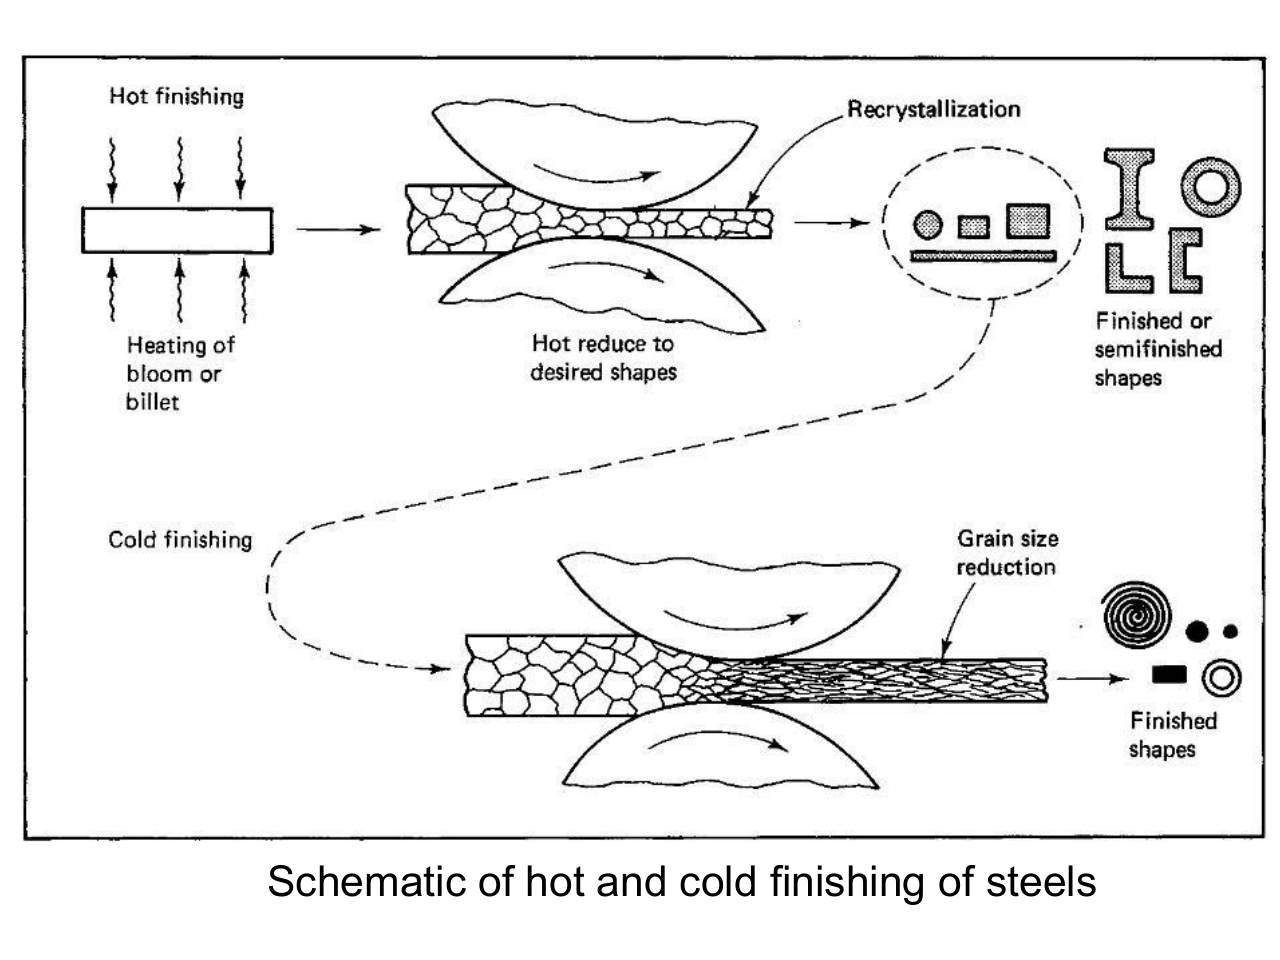 Hot finishing
Recrystallization
Heating of
bloom or
billet
Hot reduce to
desired shapes
Finished or
semifinished
shapes
Cold finishing
Grain size
reduction
Finished
shapes
Schematic of hot and cold finishing of steels